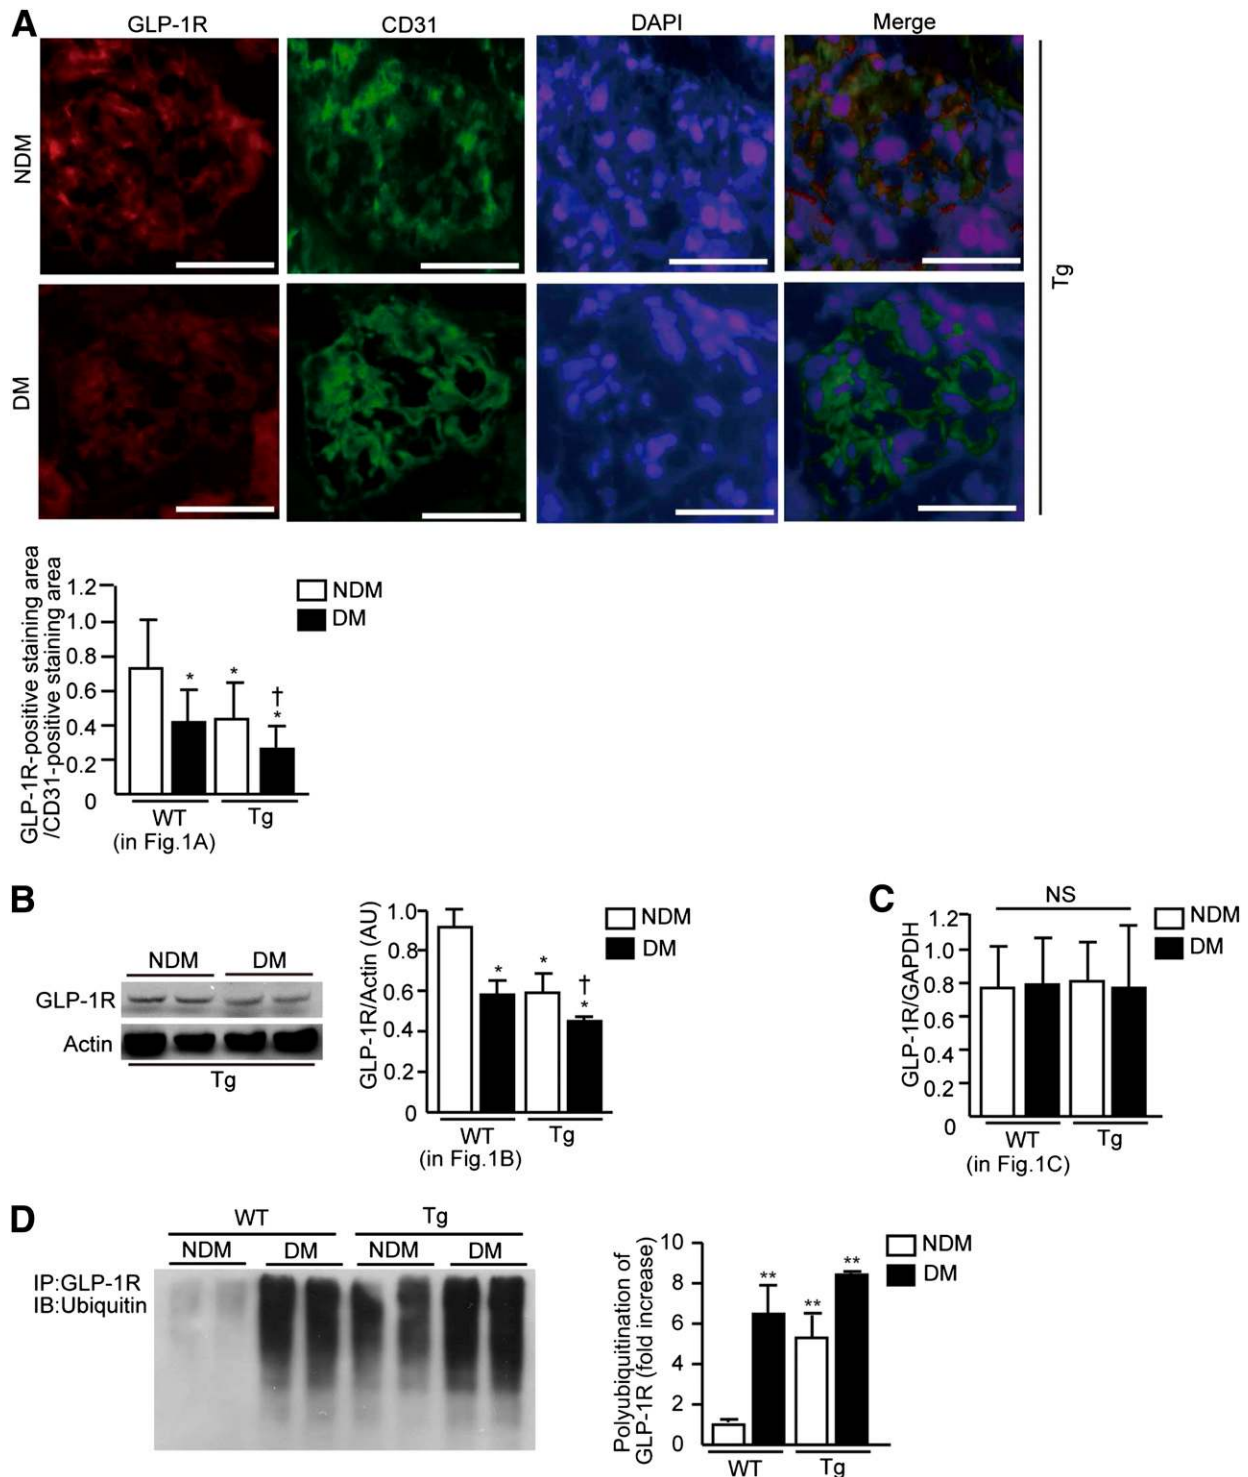 A
GLP-1R CD31 DAPI Merge
NDM
DM
Tg
GLP-1R-positive staining area
/CD31-positive staining area
1.2
1.0
0.8
0.6
0.4
0.2
0
* * † *
NDM
DM
WT Tg
(in Fig.1A)
B
NDM DM
GLP-1R
Actin
Tg
GLP-1R/Actin (AU)
1.0
0.8
0.6
0.4
0.2
0
* * † *
NDM
DM
WT Tg
(in Fig.1B)
C
NS
GLP-1R/GAPDH
1.2
1.0
0.8
0.6
0.4
0.2
0
NDM
DM
WT Tg
(in Fig.1C)
D
WT Tg
NDM DM NDM DM
IP:GLP-1R
IB:Ubiquitin
Polyubiquitination of
GLP-1R (fold increase)
10
8
6
4
2
0
** ** **
NDM
DM
WT Tg